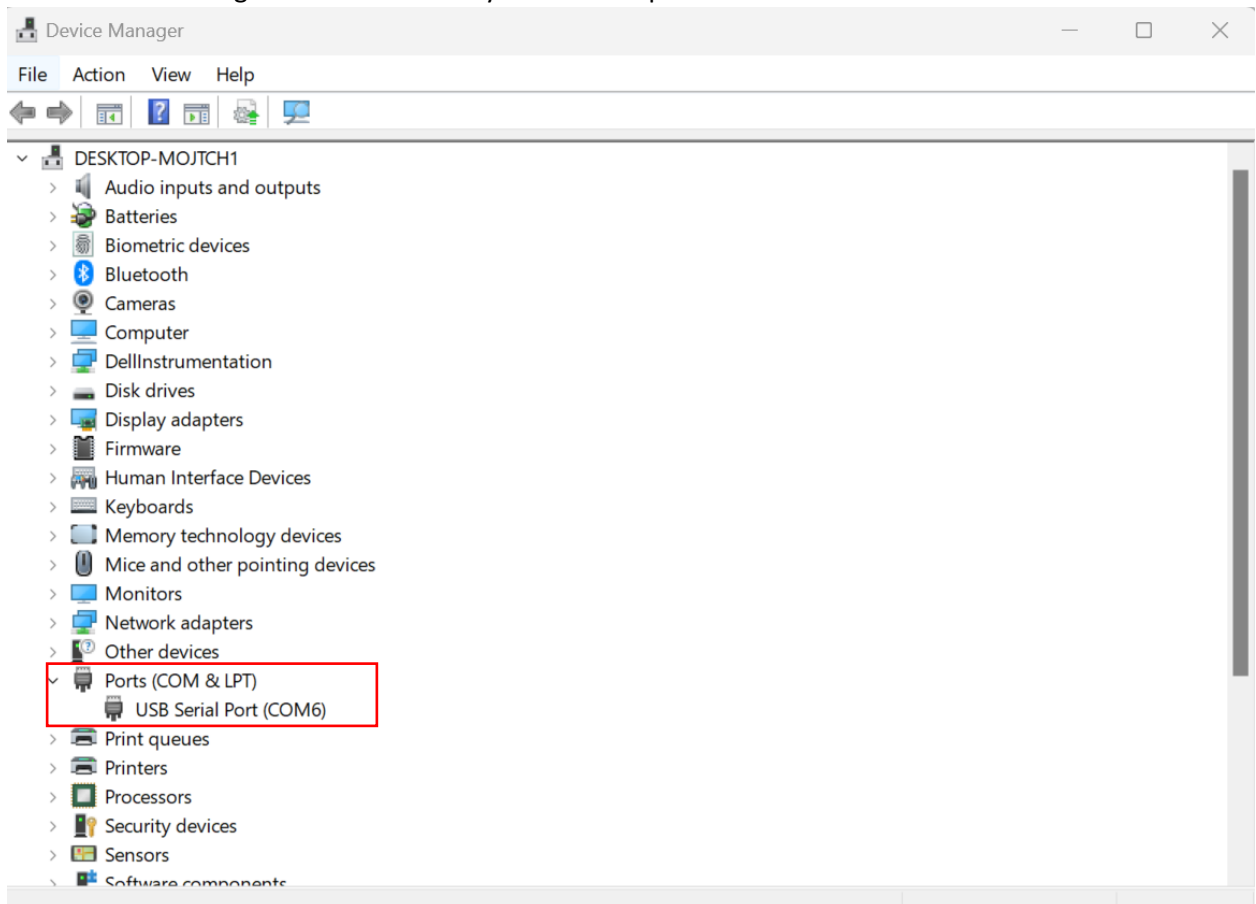 Device Manager
File Action View Help
DESKTOP-MOJTCH1
Audio inputs and outputs
Batteries
Biometric devices
Bluetooth
Cameras
Computer
DellInstrumentation
Disk drives
Display adapters
Firmware
Human Interface Devices
Keyboards
Memory technology devices
Mice and other pointing devices
Monitors
Network adapters
Other devices
Ports (COM & LPT)
USB Serial Port (COM6)
Print queues
Printers
Processors
Security devices
Sensors
Software components